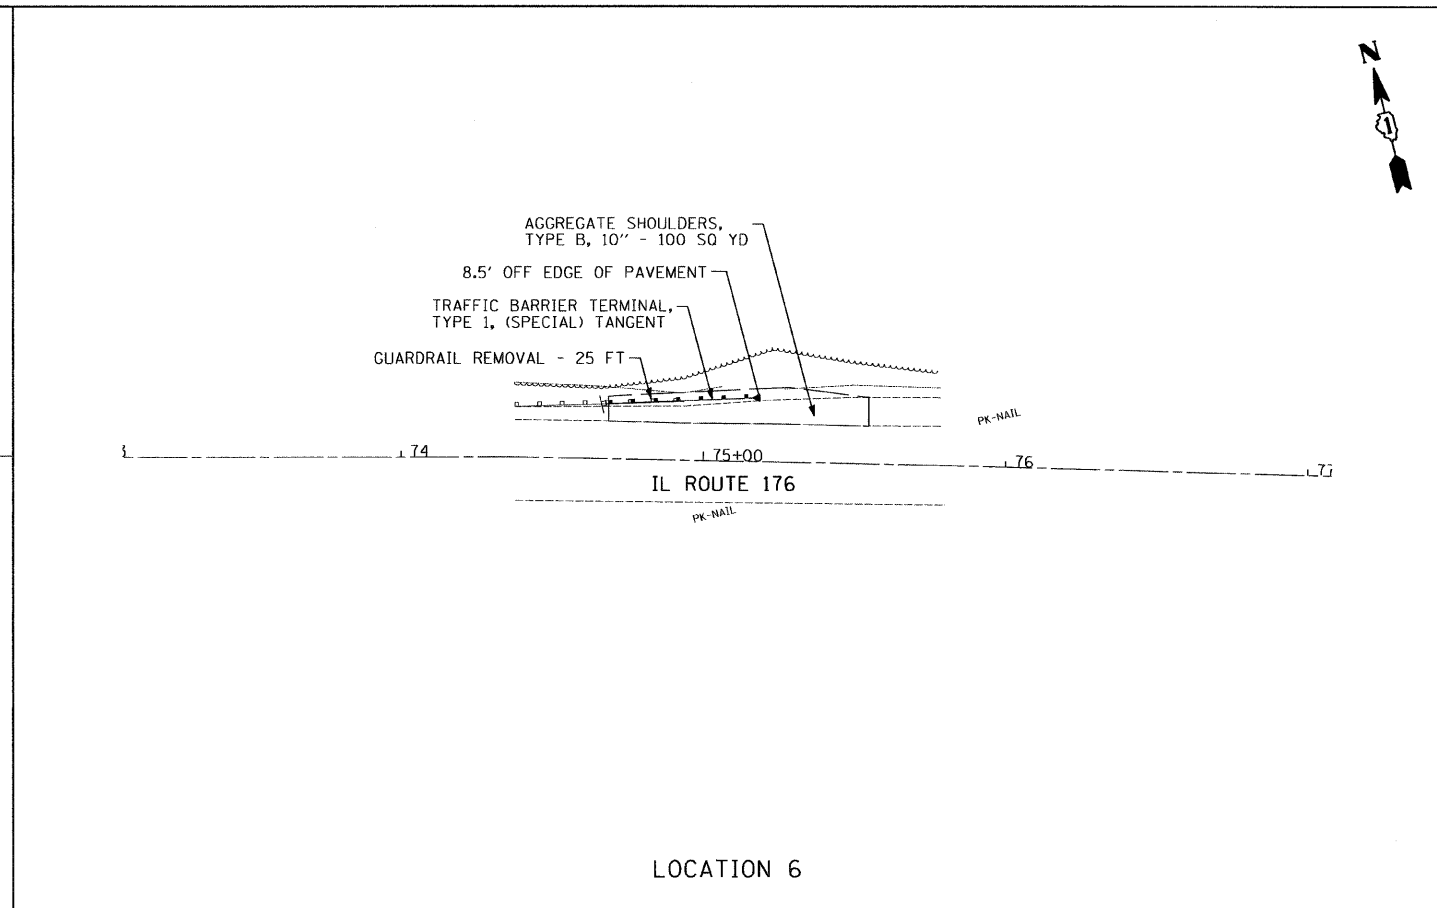 N
1
AGGREGATE SHOULDERS,
TYPE B, 10" - 100 SQ YD
8.5' OFF EDGE OF PAVEMENT
TRAFFIC BARRIER TERMINAL,
TYPE 1, (SPECIAL) TANGENT
GUARDRAIL REMOVAL - 25 FT
PK-NAIL
74
75+00
76
IL ROUTE 176
PK-NAIL
LOCATION 6